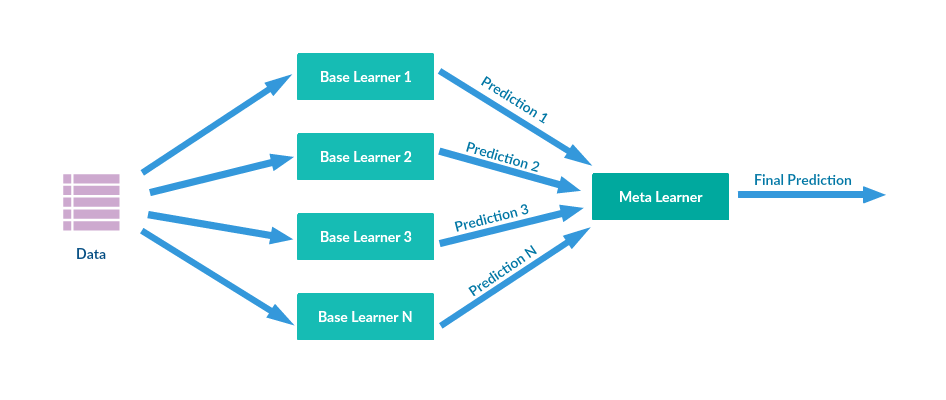 Data
Base Learner 1
Base Learner 2
Base Learner 3
Base Learner N
Prediction 1
Prediction 2
Prediction 3
Prediction N
Meta Learner
Final Prediction